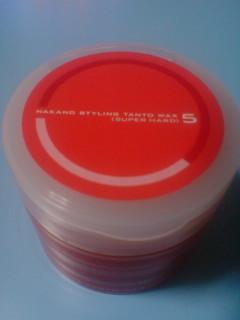 NAKANO STYLING TANTO WAX
(SUPER HARD) 5